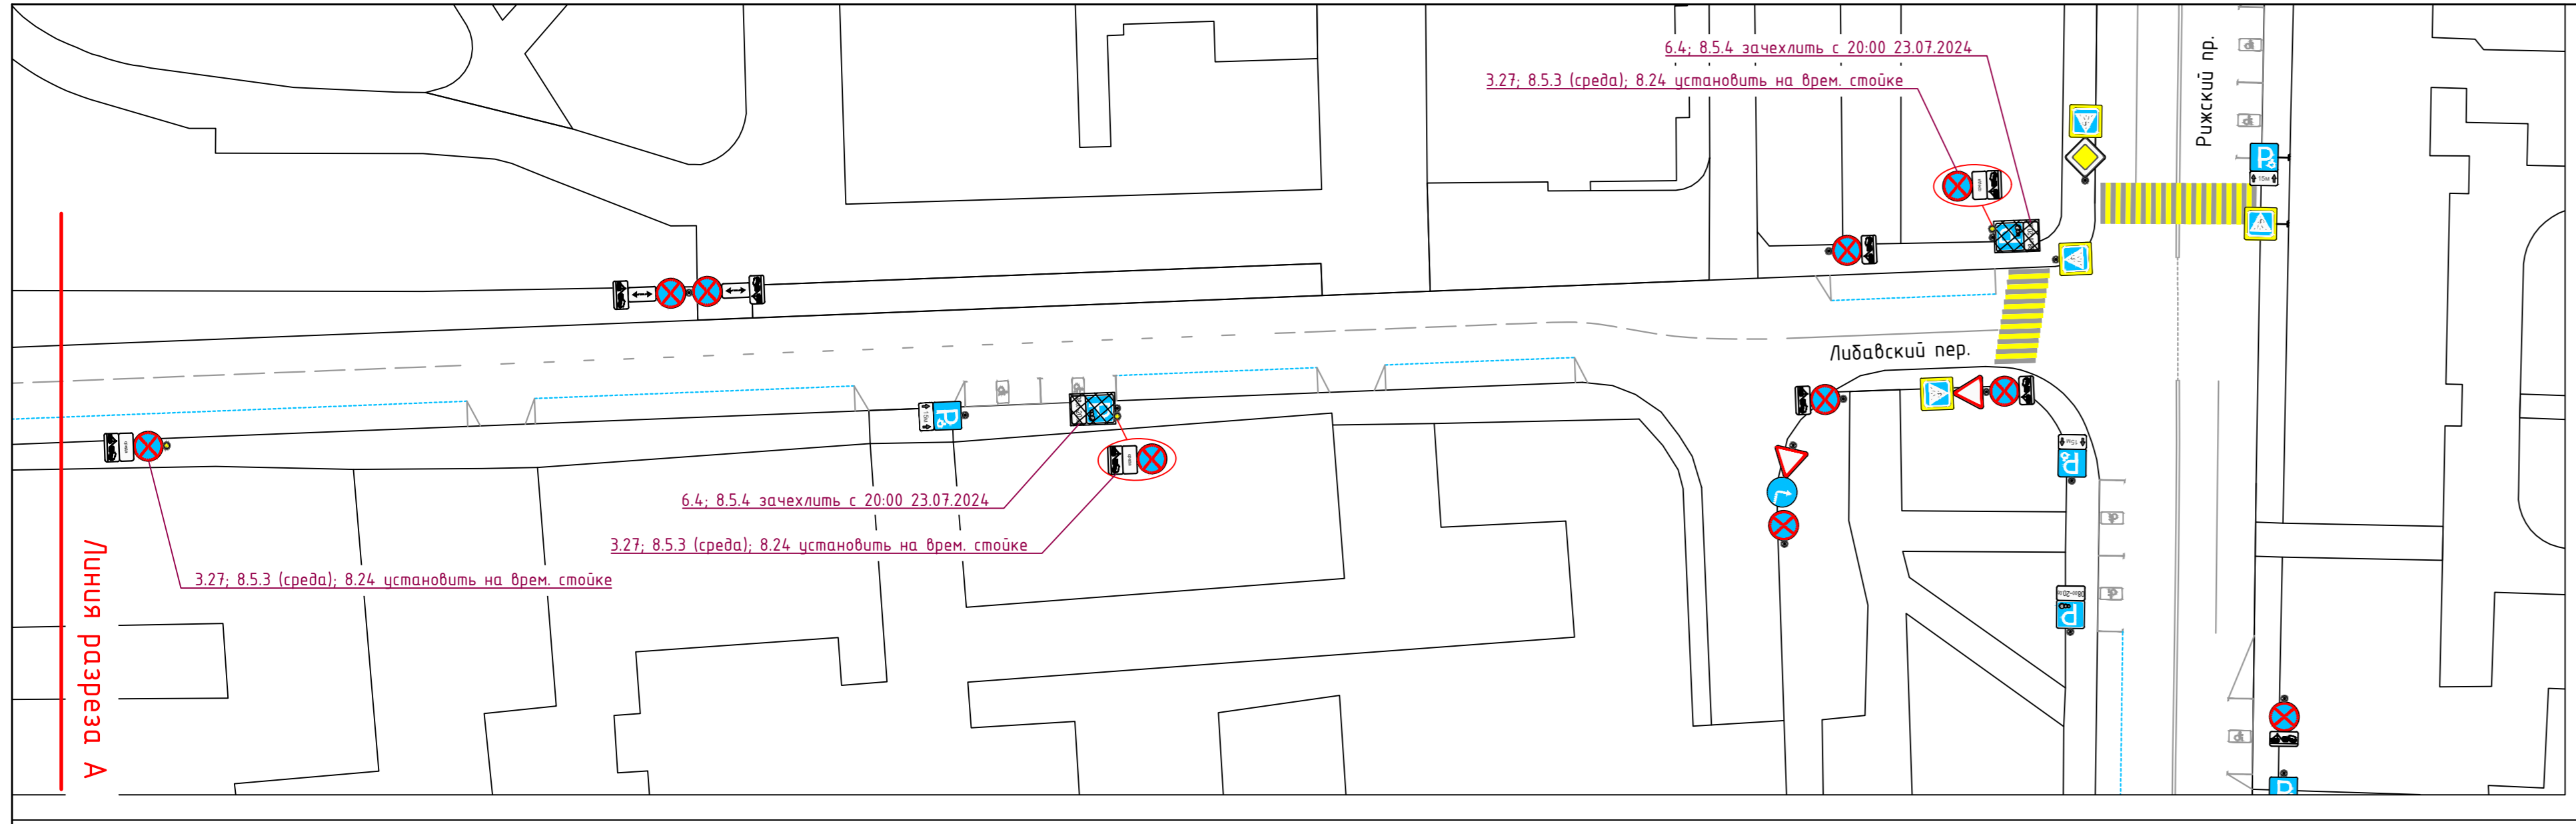 6.4; 8.5.4 зачехлить с 20:00 23.07.2024
3.27; 8.5.3 (среда); 8.24 установить на врем. стойке
Рижский пр.
15м
Либавский пер.
15м
15м
6.4; 8.5.4 зачехлить с 20:00 23.07.2024
3.27; 8.5.3 (среда); 8.24 установить на врем. стойке
3.27; 8.5.3 (среда); 8.24 установить на врем. стойке
Линия разреза А